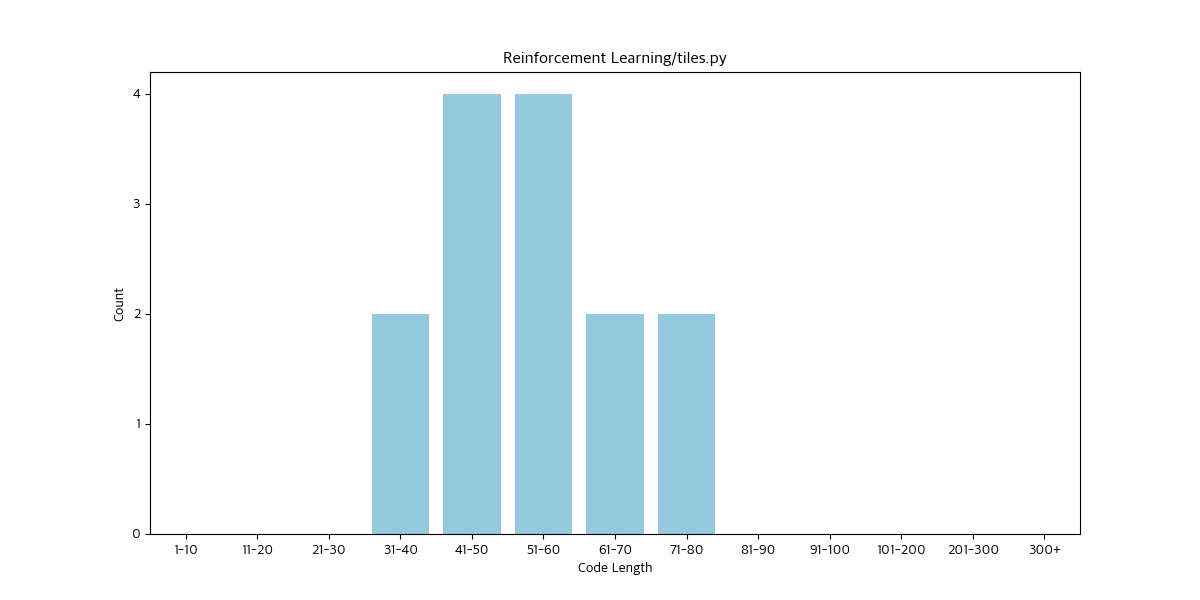 Reinforcement Learning/tiles.py
4
3
2
1
0
Count
1-10 11-20 21-30 31-40 41-50 51-60 61-70 71-80 81-90 91-100 101-200 201-300 300+
Code Length